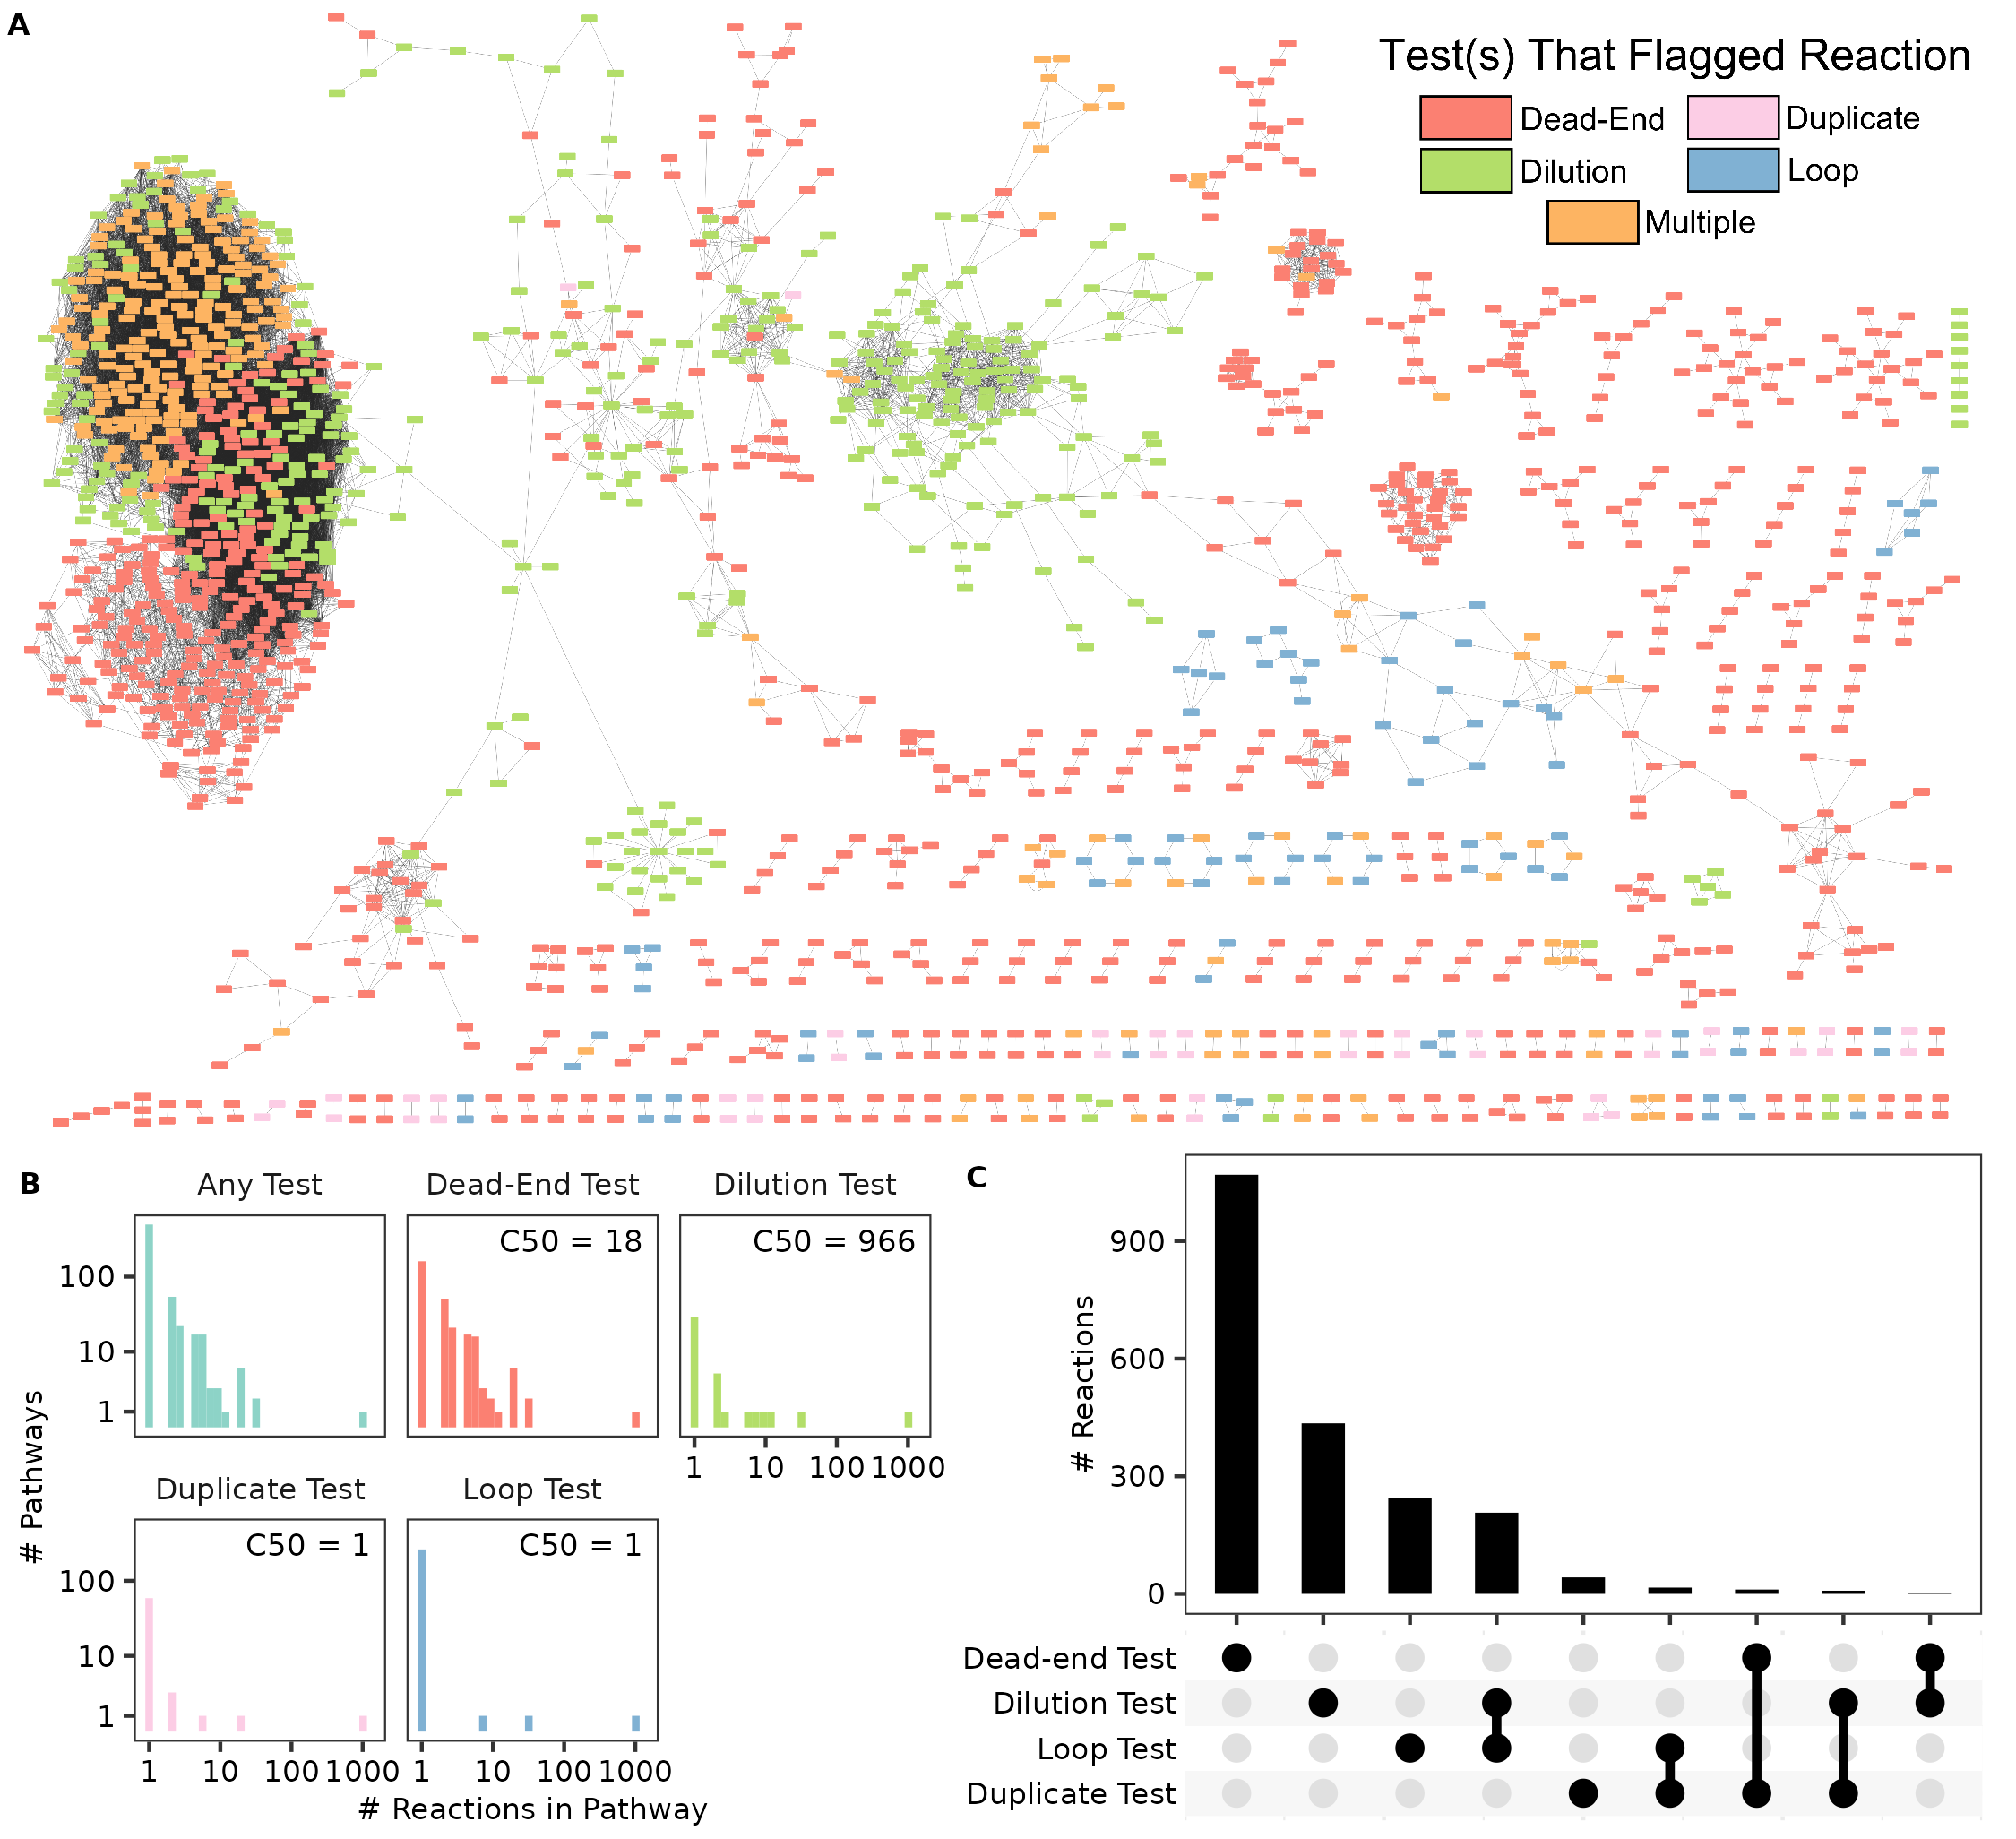 A
Test(s) That Flagged Reaction
Dead-End
Duplicate
Dilution
Loop
Multiple
B
Any Test
Dead-End Test
Dilution Test
C50 = 18
C50 = 966
100
10
1
1 10 100 1000
Duplicate Test
Loop Test
C50 = 1
C50 = 1
100
10
1
1 10 100 1000
1 10 100 1000
# Pathways
# Reactions in Pathway
C
# Reactions
900
600
300
0
Dead-end Test
Dilution Test
Loop Test
Duplicate Test